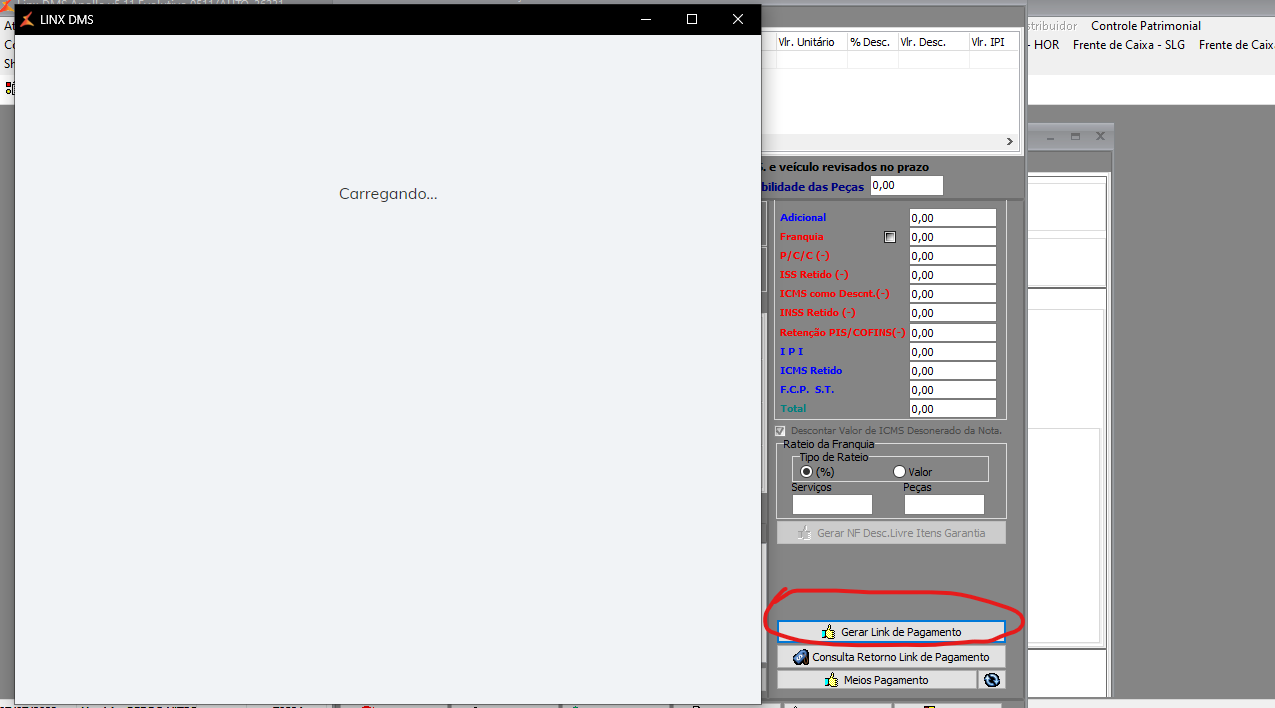 LINX DMS
Carregando...
Vlr. Unitário % Desc. Vlr. Desc. Vlr. IPI
e veículo revisados no prazo
bilidade das Peças 0,00
Adicional 0,00
Franquia 0,00
P/C/C (-) 0,00
ISS Retido (-) 0,00
ICMS como Descnt.(-) 0,00
INSS Retido (-) 0,00
Retenção PIS/COFINS(-) 0,00
I P I 0,00
ICMS Retido 0,00
F.C.P. S.T. 0,00
Total 0,00
Descontar Valor de ICMS Desonerado da Nota.
Rateio da Franquia
Tipo de Rateio
(%) Valor
Serviços Peças
Gerar NF Desc.Livre Itens Garantia
Gerar Link de Pagamento
Consulta Retorno Link de Pagamento
Meios Pagamento
stribuidor Controle Patrimonial
- HOR Frente de Caixa - SLG Frente de Caix